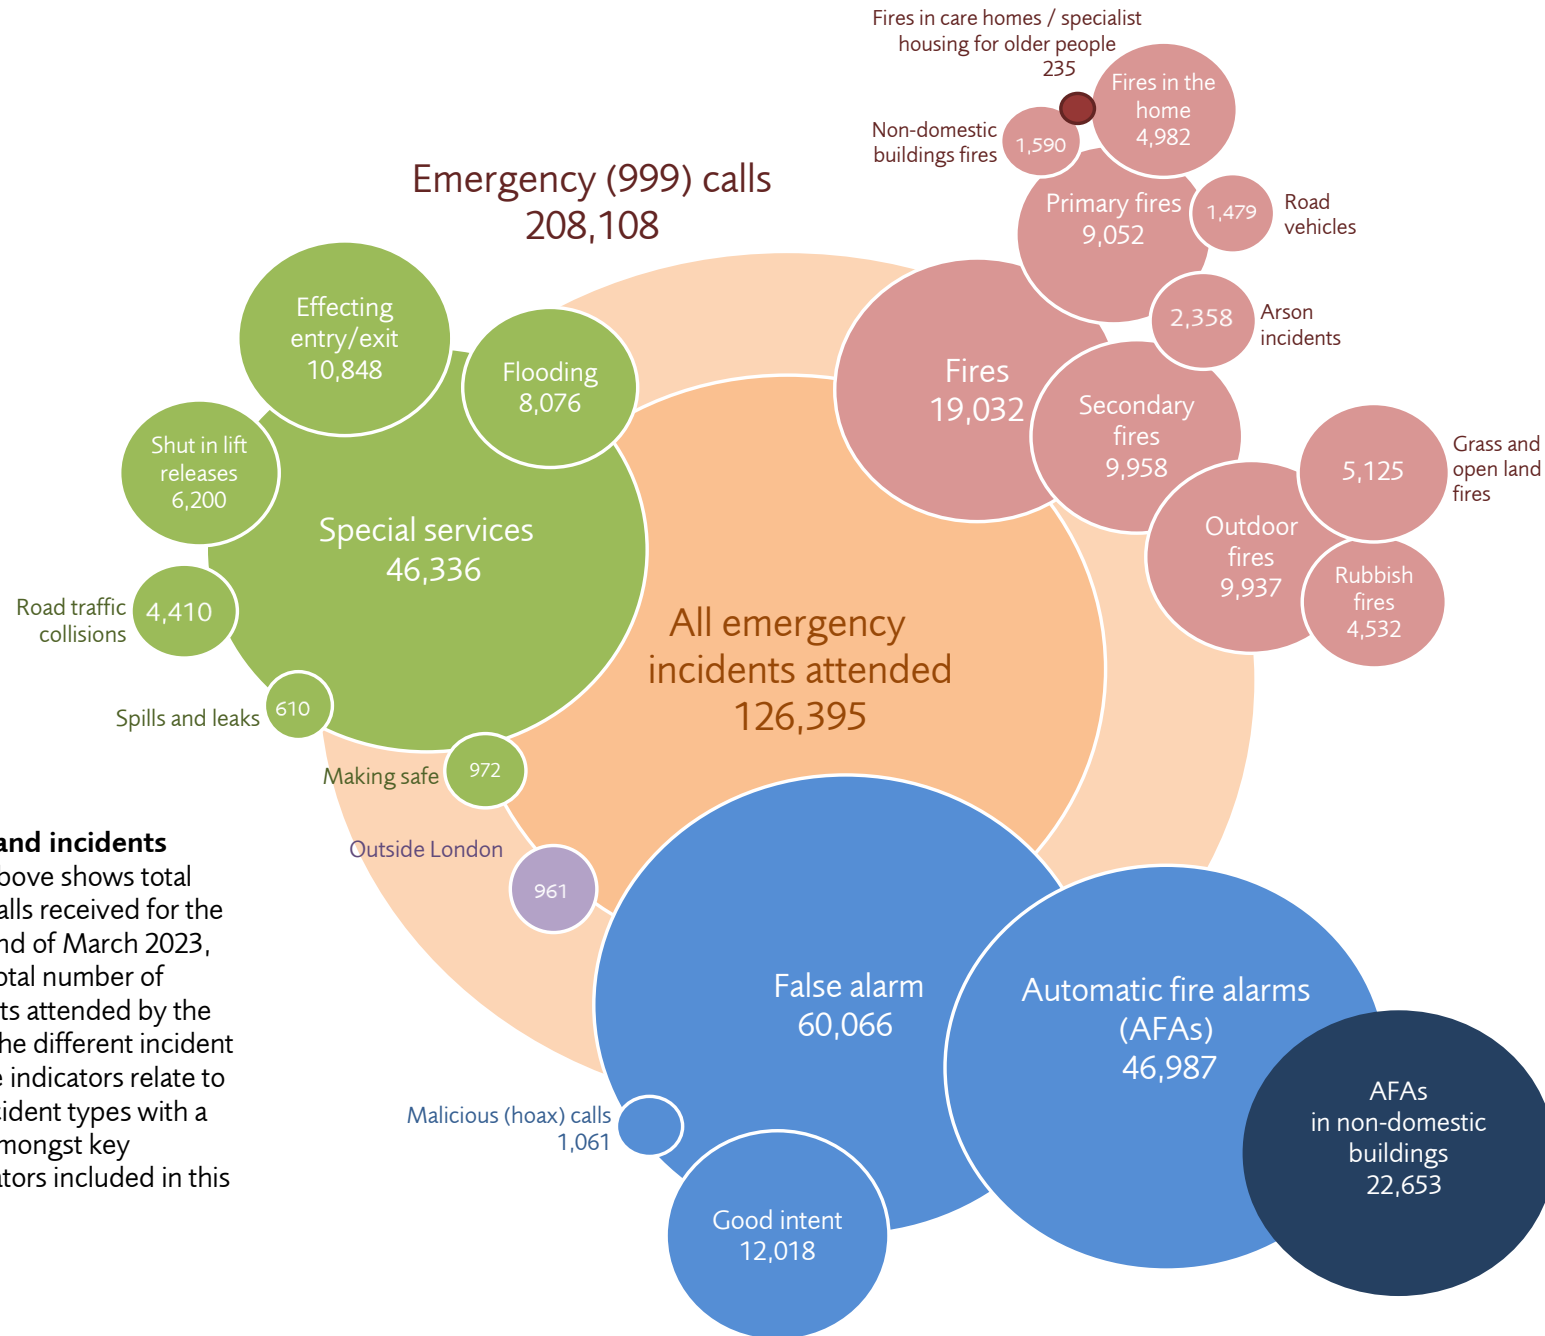 Fires in care homes / specialist
housing for older people
235
Fires in the
home
4,982
Non-domestic
buildings fires
1,590
Primary fires
9,052
1,479
Road
vehicles
2,358
Arson
incidents
Emergency (999) calls
208,108
Effecting
entry/exit
10,848
Flooding
8,076
Fires
19,032
Secondary
fires
9,958
Shut in lift
releases
6,200
5,125
Grass and
open land
fires
Outdoor
fires
9,937
Rubbish
fires
4,532
Special services
46,336
Road traffic
collisions
4,410
All emergency
incidents attended
126,395
Spills and leaks
610
Making safe
972
Outside London
961
and incidents
bove shows total
alls received for the
nd of March 2023,
otal number of
ts attended by the
he different incident
e indicators relate to
cident types with a
mongst key
ators included in this
False alarm
60,066
Automatic fire alarms
(AFAs)
46,987
AFAs
in non-domestic
buildings
22,653
Malicious (hoax) calls
1,061
Good intent
12,018